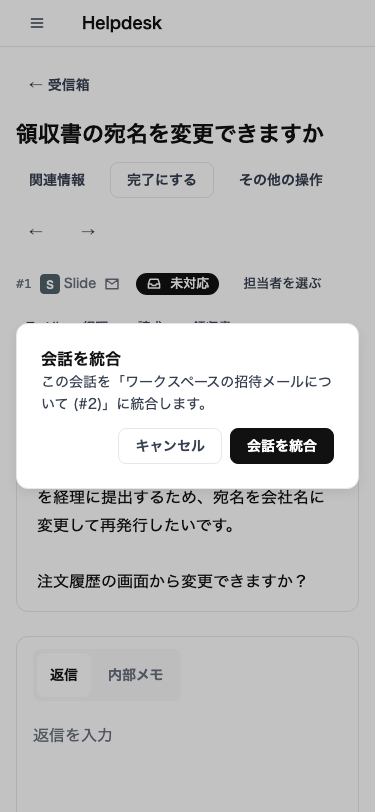 Helpdesk
← 受信箱
領収書の宛名を変更できますか
関連情報
完了にする
その他の操作
← →
#1 S Slide 未対応 担当者を選ぶ
会話を統合
この会話を「ワークスペースの招待メールにつ
いて (#2)」に統合します。
キャンセル
会話を統合
を経理に提出するため、宛名を会社名に
変更して再発行したいです。
注文履歴の画面から変更できますか？
返信
内部メモ
返信を入力